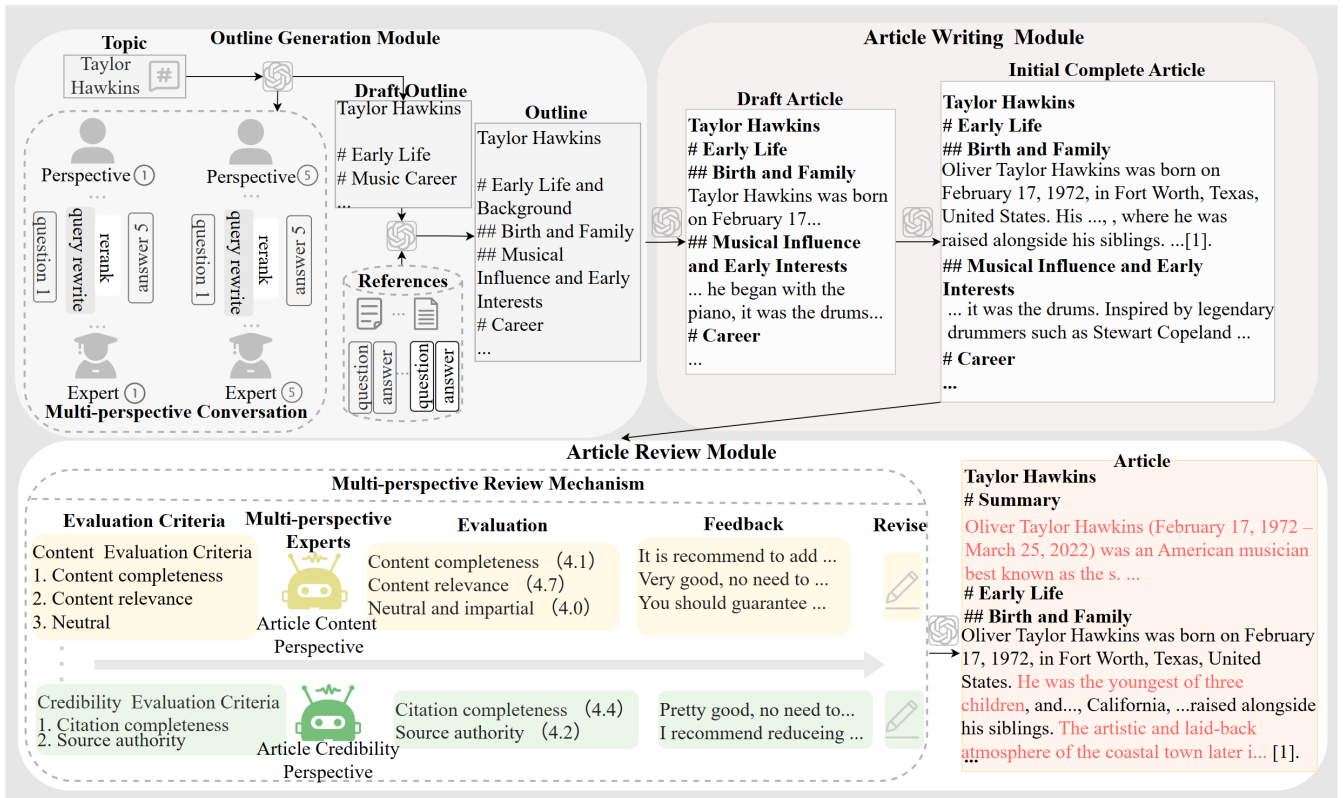 Outline Generation Module
Topic
Taylor
Hawkins
#
Draft Outline
Taylor Hawkins
# Early Life
# Music Career
...
Outline
Taylor Hawkins
# Early Life and
Background
## Birth and Family
## Musical
Influence and Early
Interests
# Career
...
Perspective 1
...
question 1
query rewrite
rerank
answer 5
...
Expert 1
Perspective 5
...
question 1
query rewrite
rerank
answer 5
...
Expert 5
Multi-perspective Conversation
References
...
question
answer
...
question
answer
Article Writing Module
Draft Article
Taylor Hawkins
# Early Life
## Birth and Family
Taylor Hawkins was born
on February 17...
## Musical Influence
and Early Interests
... he began with the
piano, it was the drums...
# Career
...
Initial Complete Article
Taylor Hawkins
# Early Life
## Birth and Family
Oliver Taylor Hawkins was born on
February 17, 1972, in Fort Worth, Texas,
United States. His ..., , where he was
raised alongside his siblings. ...[1].
## Musical Influence and Early
Interests
... it was the drums. Inspired by legendary
drummers such as Stewart Copeland ...
# Career
...
Article Review Module
Multi-perspective Review Mechanism
Evaluation Criteria
Multi-perspective
Experts
Evaluation
Feedback
Revise
Content Evaluation Criteria
1. Content completeness
2. Content relevance
3. Neutral
Article Content
Perspective
Content completeness （4.1）
Content relevance （4.7）
Neutral and impartial （4.0）
It is recommend to add ...
Very good, no need to ...
You should guarantee ...
Credibility Evaluation Criteria
1. Citation completeness
2. Source authority
Article Credibility
Perspective
Citation completeness （4.4）
Source authority （4.2）
Pretty good, no need to...
I recommend reduceing ...
Article
Taylor Hawkins
# Summary
Oliver Taylor Hawkins (February 17, 1972 –
March 25, 2022) was an American musician
best known as the s. ...
# Early Life
## Birth and Family
Oliver Taylor Hawkins was born on February
17, 1972, in Fort Worth, Texas, United
States. He was the youngest of three
children, and..., California, ...raised alongside
his siblings. The artistic and laid-back
atmosphere of the coastal town later i... [1].
...